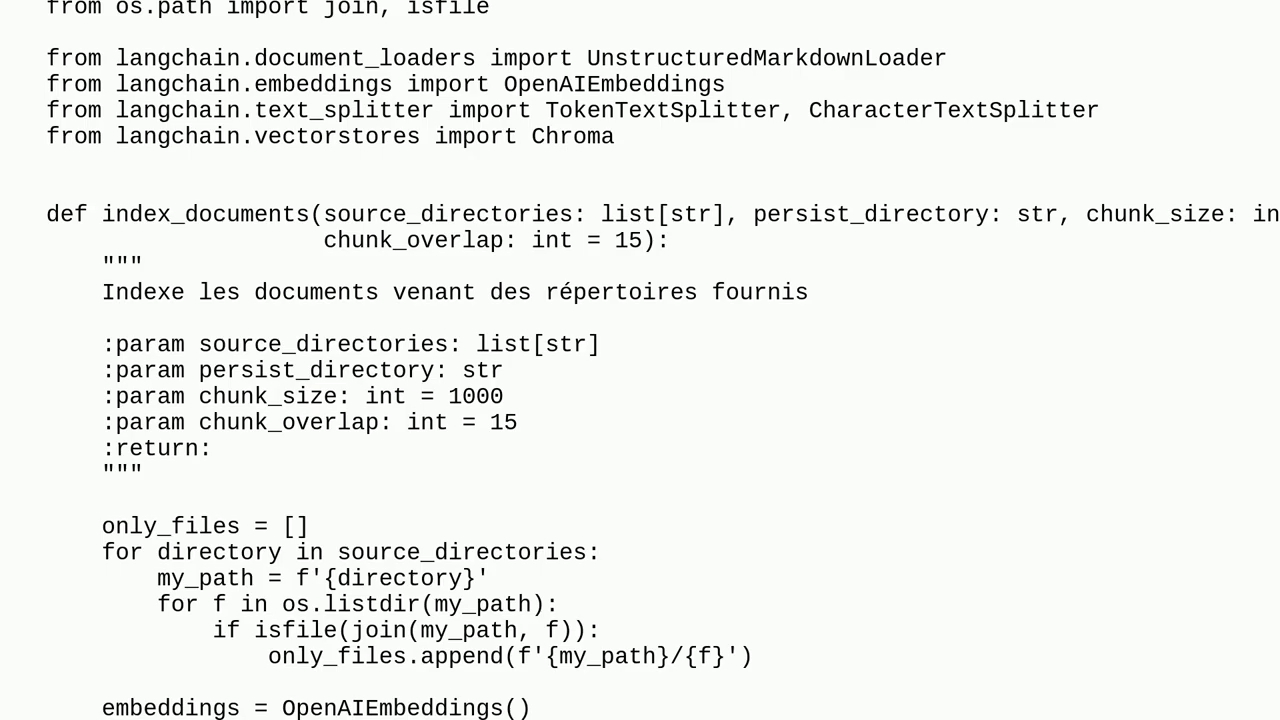 from os.path import join, isfile

from langchain.document_loaders import UnstructuredMarkdownLoader
from langchain.embeddings import OpenAIEmbeddings
from langchain.text_splitter import TokenTextSplitter, CharacterTextSplitter
from langchain.vectorstores import Chroma


def index_documents(source_directories: list[str], persist_directory: str, chunk_size: in
                    chunk_overlap: int = 15):
    """
    Indexe les documents venant des répertoires fournis

    :param source_directories: list[str]
    :param persist_directory: str
    :param chunk_size: int = 1000
    :param chunk_overlap: int = 15
    :return:
    """

    only_files = []
    for directory in source_directories:
        my_path = f'{directory}'
        for f in os.listdir(my_path):
            if isfile(join(my_path, f)):
                only_files.append(f'{my_path}/{f}')

    embeddings = OpenAIEmbeddings()